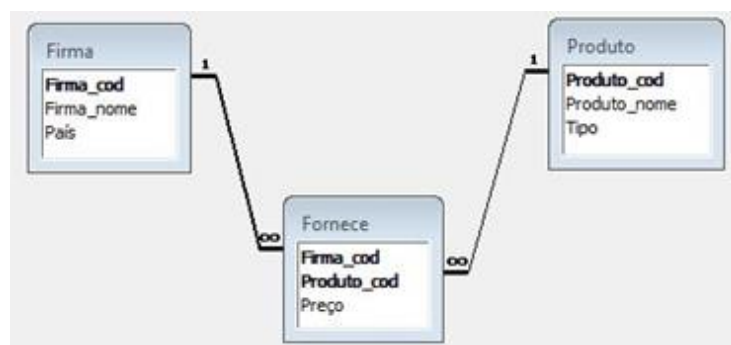 Firma
Firma_cod
Firma_nome
País
1
∞
Produto
Produto_cod
Produto_nome
Tipo
1
∞
Fornece
Firma_cod
Produto_cod
Preço